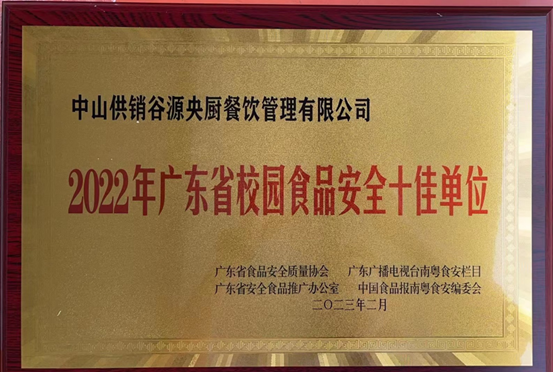 中山供销谷源央厨餐饮管理有限公司
2022年广东省校园食品安全十佳单位
广东省食品安全质量协会 广东广播电视台南粤食安栏目
广东省安全食品推广办公室 中国食品报南粤食安编委会
二〇二三年二月